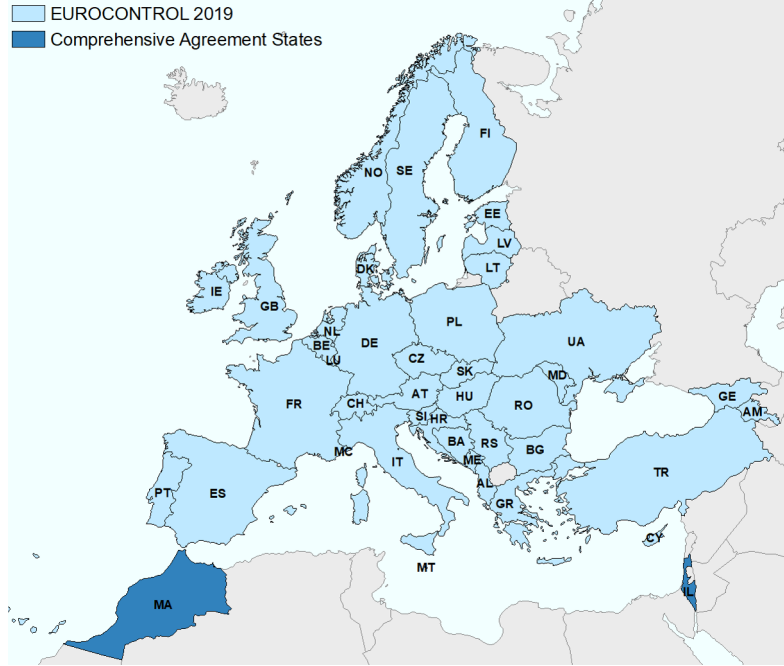 EUROCONTROL 2019
Comprehensive Agreement States
FI
NO
SE
EE
LV
DK
LT
IE
GB
NL
PL
BE
DE
UA
LU
CZ
SK
MD
AT
HU
GE
FR
CH
RO
AM
SI
HR
BA
RS
MC
BG
IT
ME
TR
AL
PT
ES
GR
CY
MT
IL
MA